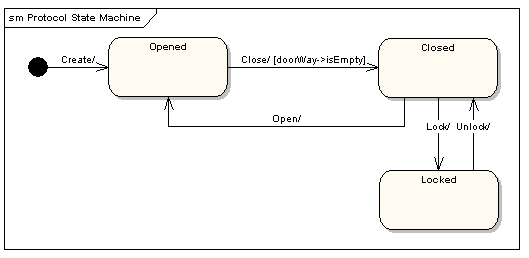 sm Protocol State Machine
Opened
Closed
Create/
Close/ [doorWay->isEmpty]
Open/
Lock/
Unlock/
Locked